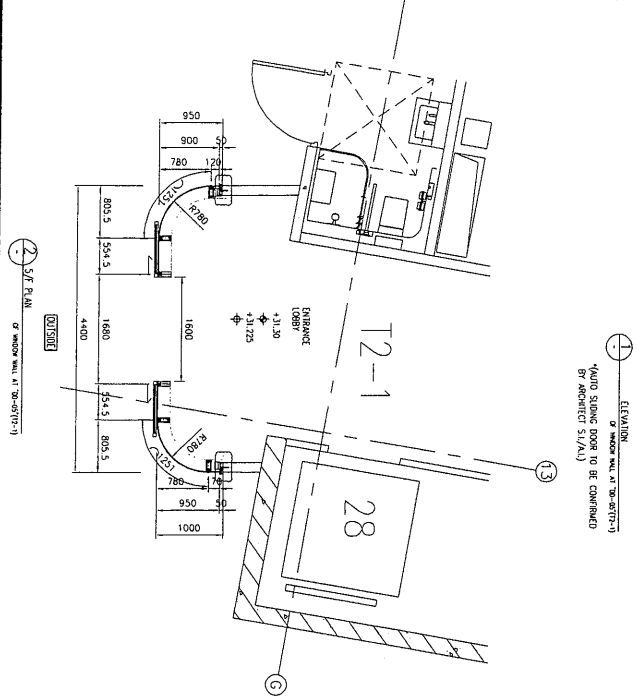 1
-
ELEVATION
OF WINDOW WALL AT "DD-05"(T2-1)
*(AUTO SLIDING DOOR TO BE CONFIRMED
BY ARCHITECT S.I./A.I.)
13
T2-1
28
G
ENTRANCE
LOBBY
+31.30
+31.225
950
900
50
780
120
1257
R780
805.5
554.5
1680
4400
1600
554.5
805.5
R780
1257
780
70
950
50
1000
OUTSIDE
2
-
S/F PLAN
OF WINDOW WALL AT "DD-05"(T2-1)